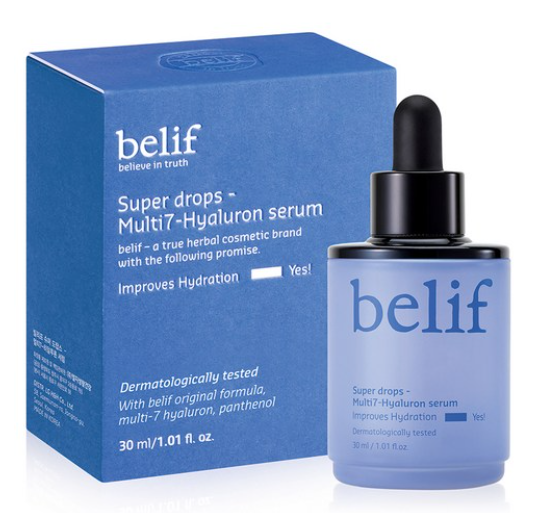 belif
believe in truth
Super drops -
Multi7-Hyaluron serum
belif – a true herbal cosmetic brand
with the following promise.
Improves Hydration Yes!
Dermatologically tested
With belif original formula,
multi-7 hyaluron, panthenol
30 ml/1.01 fl. oz.
belif
Super drops -
Multi7-Hyaluron serum
Improves Hydration Yes!
Dermatologically tested
30 ml / 1.01 fl.oz